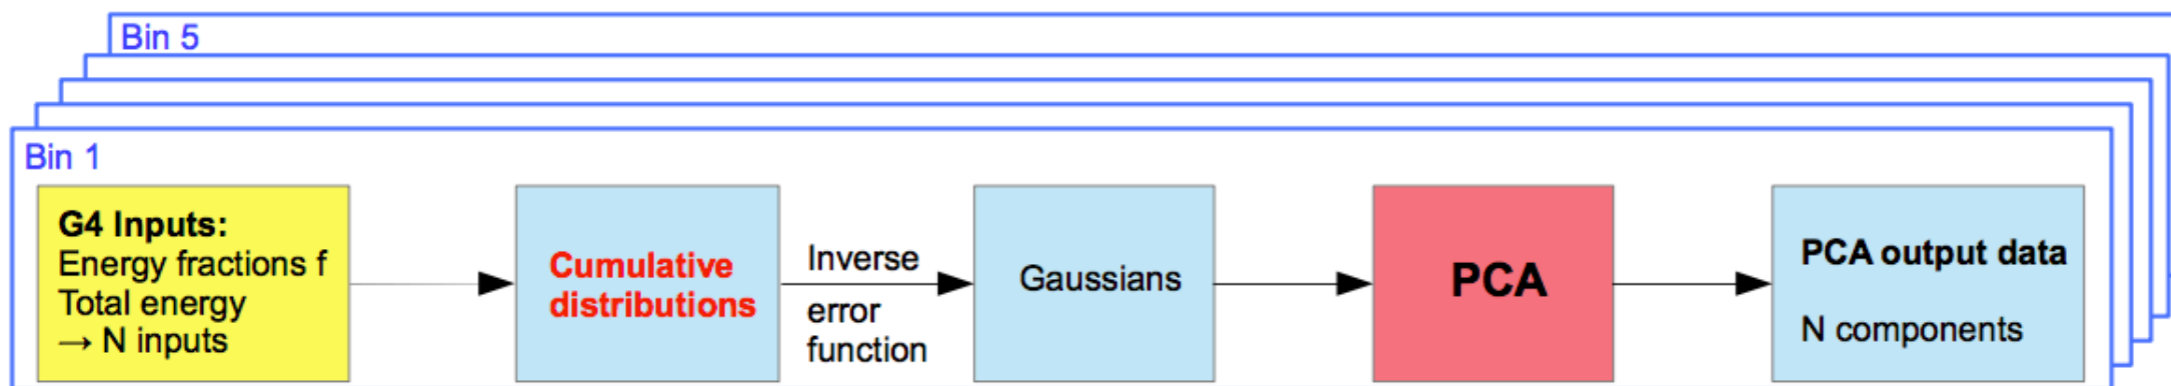 Bin 5
Bin 1
G4 Inputs:
Energy fractions f
Total energy
→ N inputs
Cumulative
distributions
Inverse
error
function
Gaussians
PCA
PCA output data
N components